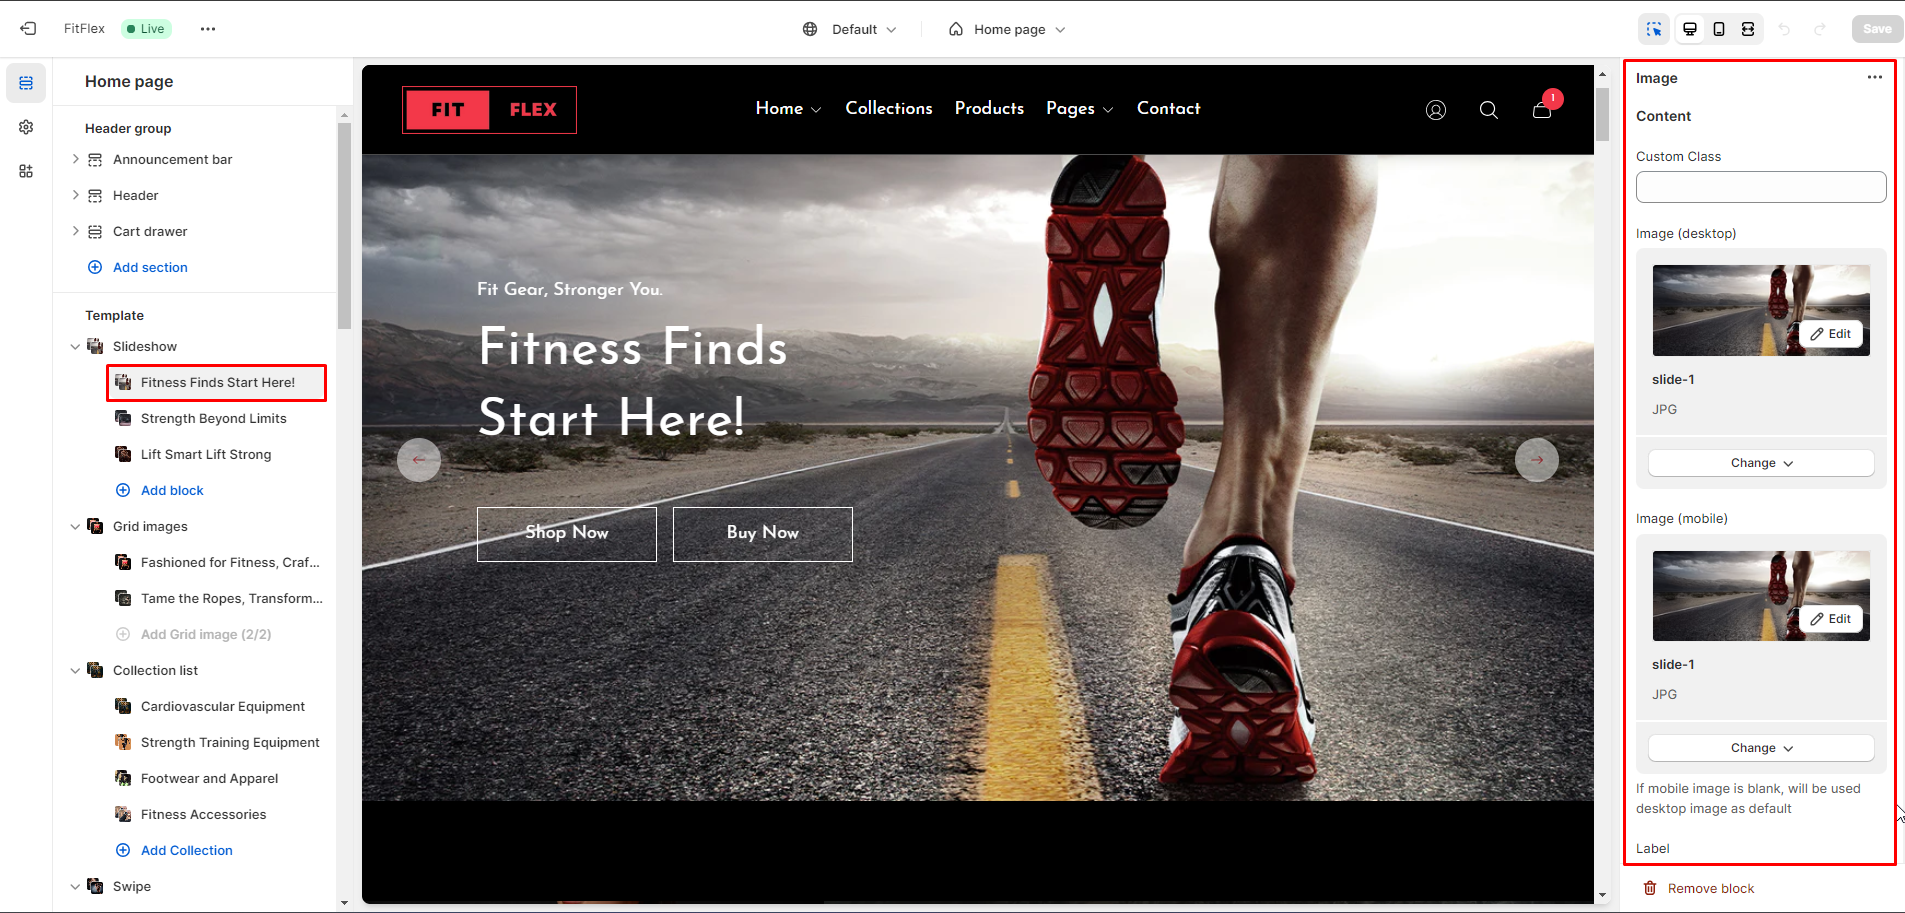 FitFlex
Live
Default
Home page
Save
Home page
Header group
Announcement bar
Header
Cart drawer
Add section
Template
Slideshow
Fitness Finds Start Here!
Strength Beyond Limits
Lift Smart Lift Strong
Add block
Grid images
Fashioned for Fitness, Craf...
Tame the Ropes, Transform...
Add Grid image (2/2)
Collection list
Cardiovascular Equipment
Strength Training Equipment
Footwear and Apparel
Fitness Accessories
Add Collection
Swipe
FIT FLEX
Home
Collections
Products
Pages
Contact
1
Fit Gear, Stronger You.
Fitness Finds
Start Here!
Shop Now
Buy Now
Image
Content
Custom Class
Image (desktop)
Edit
slide-1
JPG
Change
Image (mobile)
Edit
slide-1
JPG
Change
If mobile image is blank, will be used
desktop image as default
Label
Remove block